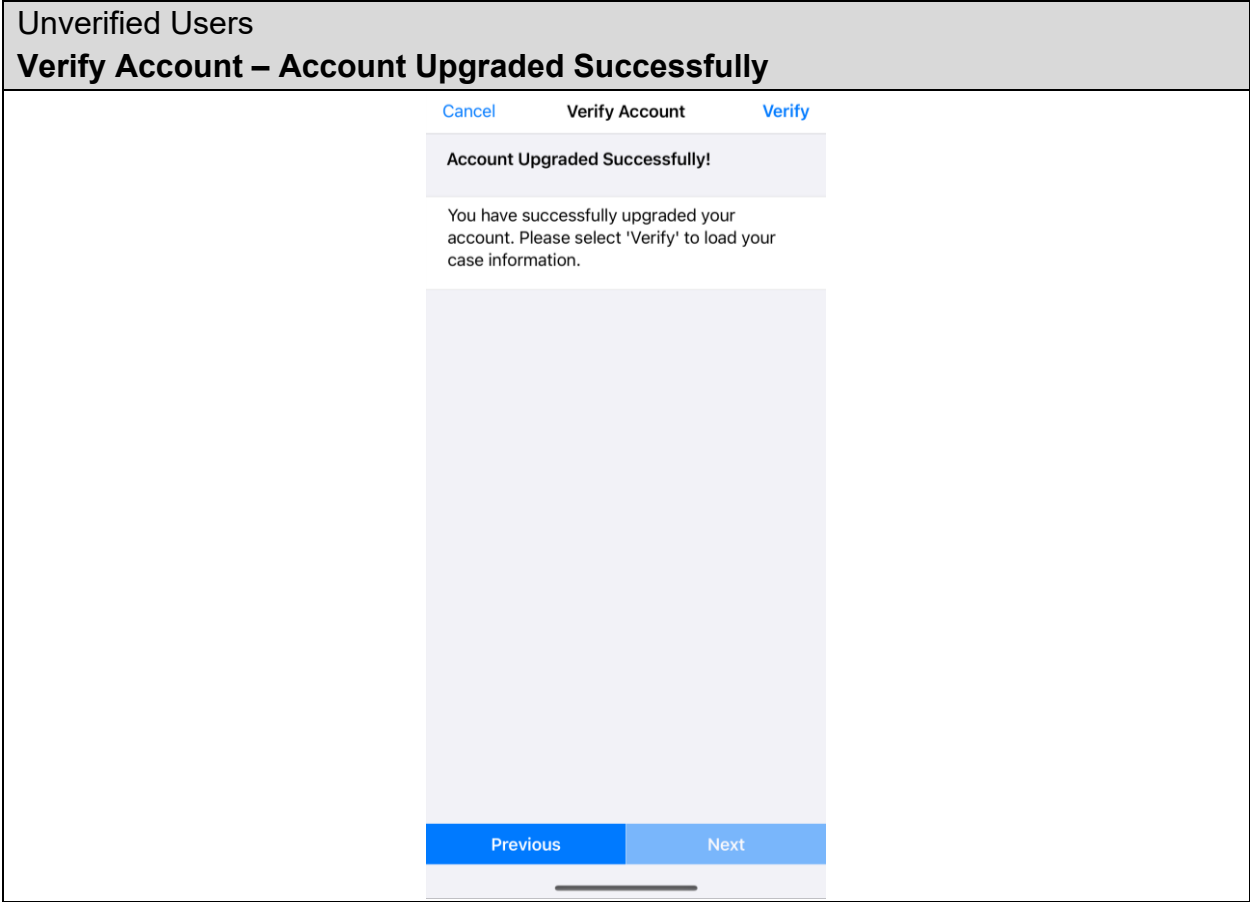 Unverified Users
Verify Account – Account Upgraded Successfully
Cancel Verify Account Verify
Account Upgraded Successfully!
You have successfully upgraded your
account. Please select 'Verify' to load your
case information.
Previous Next